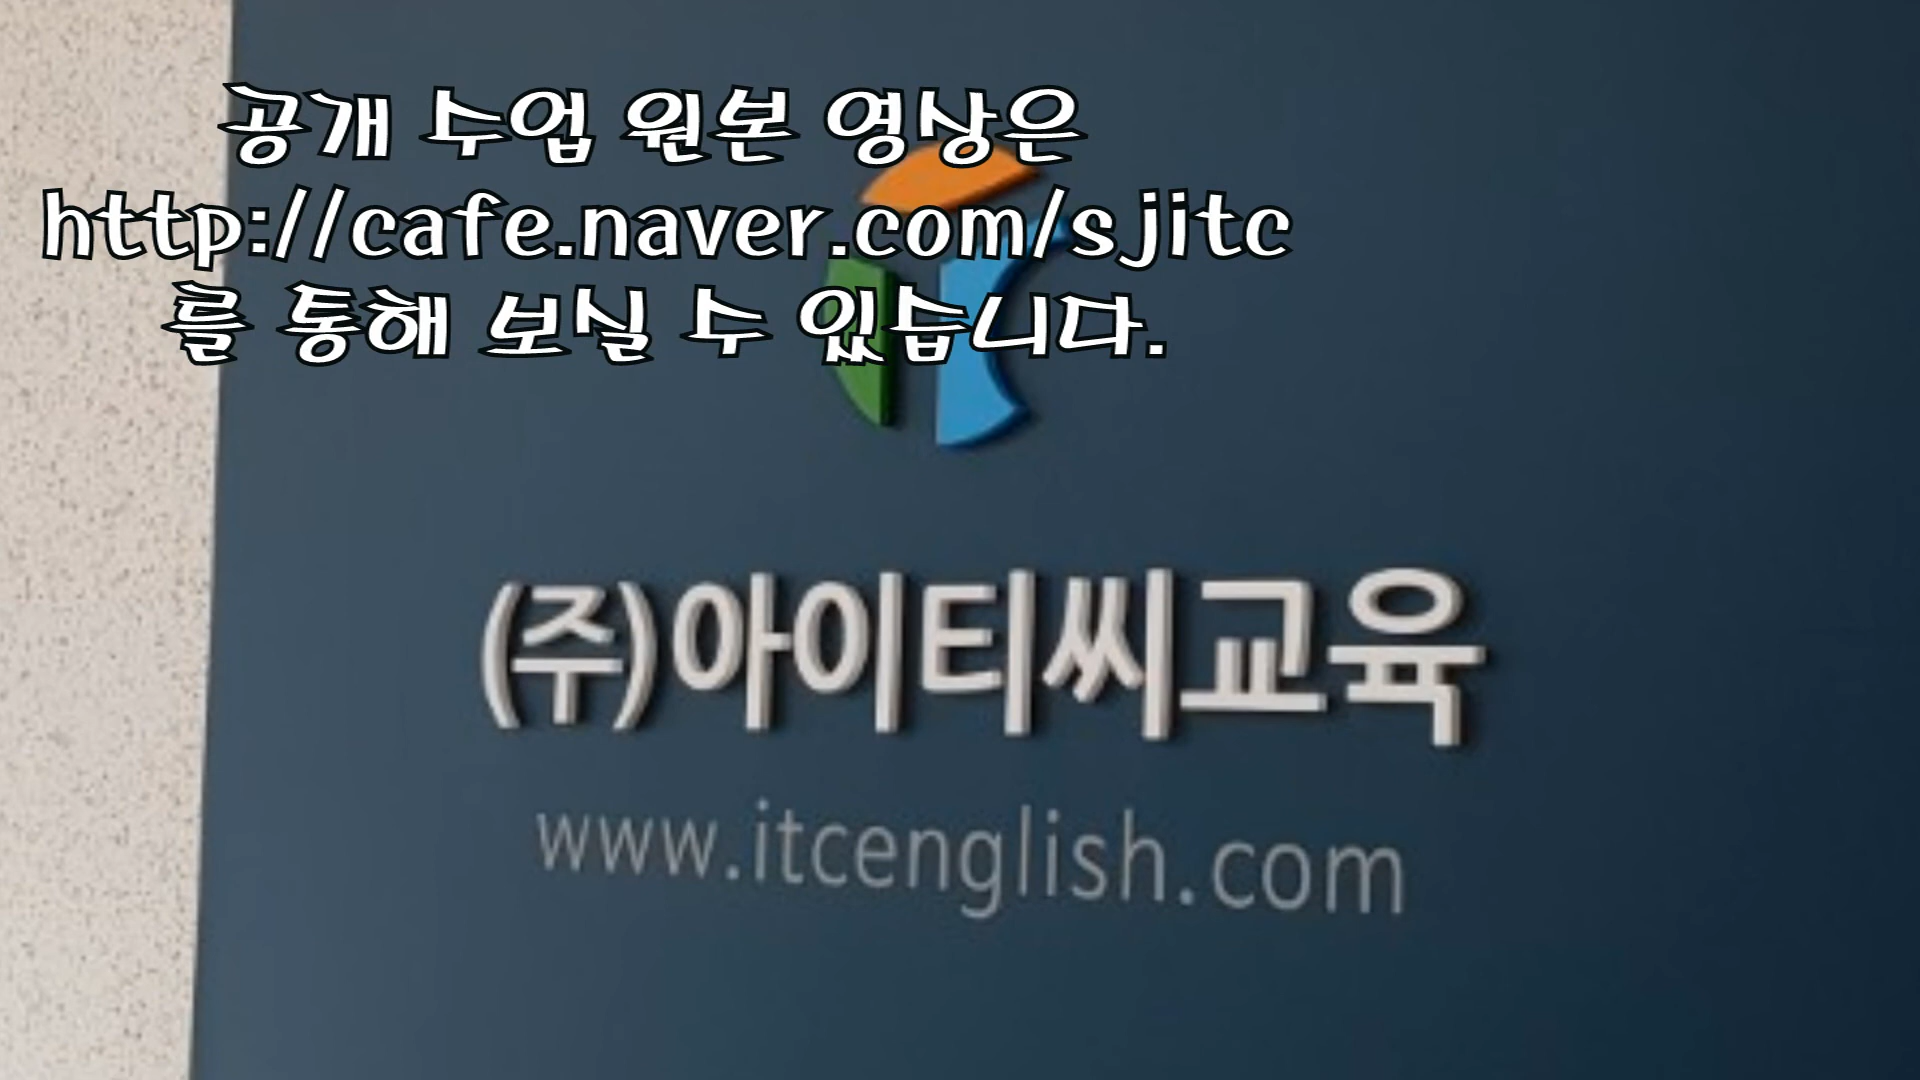 공개 수업 원본 영상은
http://cafe.naver.com/sjitc
를 통해 보실 수 있습니다.
(주)아이티씨교육
www.itcenglish.com